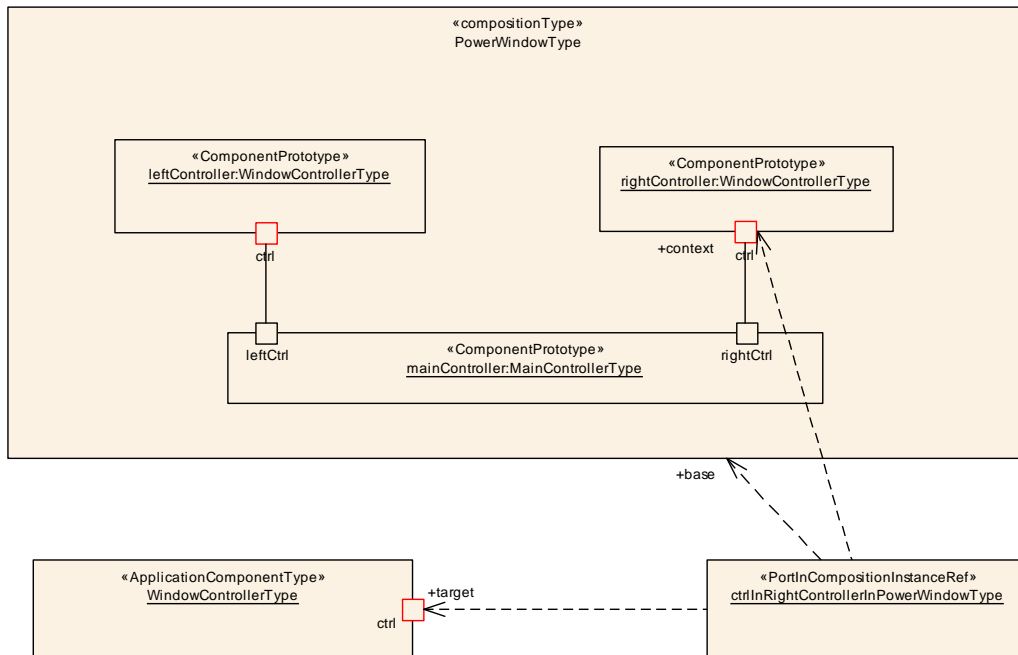 «compositionType»
PowerWindowType
«ComponentPrototype»
leftController:WindowControllerType
ctrl
«ComponentPrototype»
rightController:WindowControllerType
+context
ctrl
leftCtrl
«ComponentPrototype»
mainController:MainControllerType
rightCtrl
+base
«ApplicationComponentType»
WindowControllerType
ctrl
+target
«PortInCompositionInstanceRef»
ctrlInRightControllerInPowerWindowType